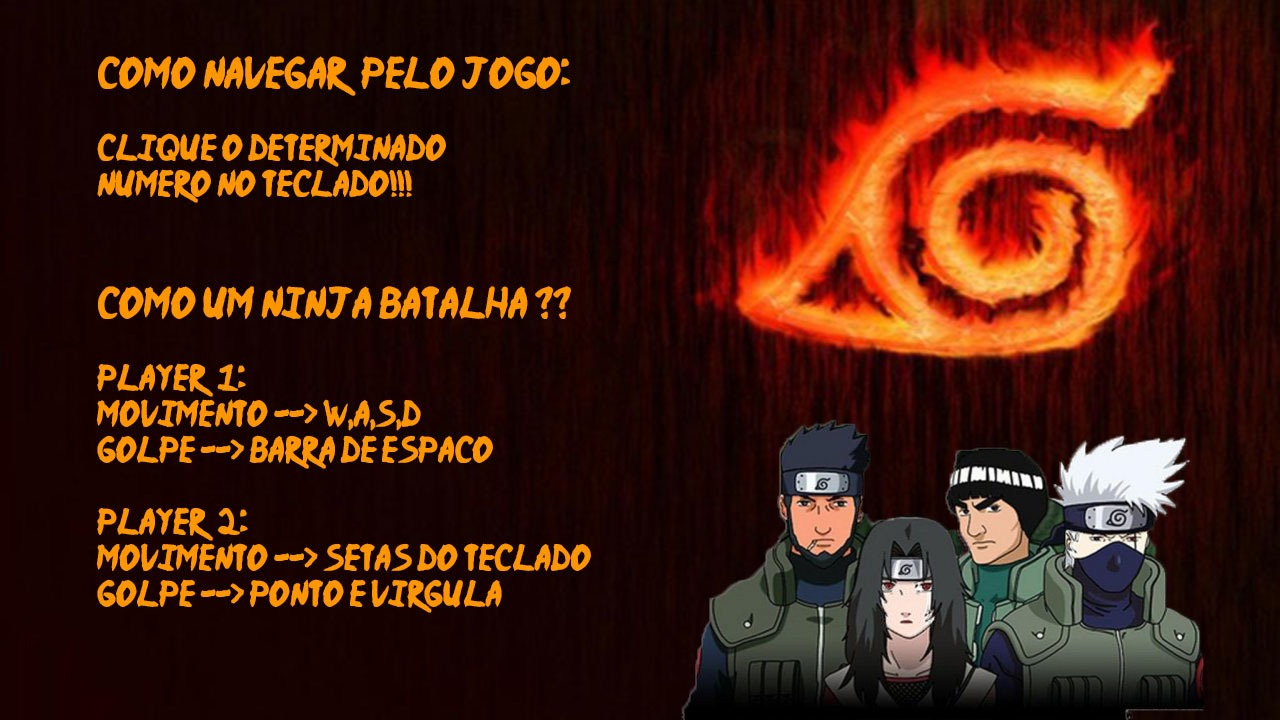 COMO NAVEGAR PELO JOGO:
CLIQUE O DETERMINADO
NUMERO NO TECLADO!!!
COMO UM NINJA BATALHA ??
PLAYER 1:
MOVIMENTO --> W,A,S,D
GOLPE --> BARRA DE ESPACO
PLAYER 2:
MOVIMENTO --> SETAS DO TECLADO
GOLPE --> PONTO E VIRGULA